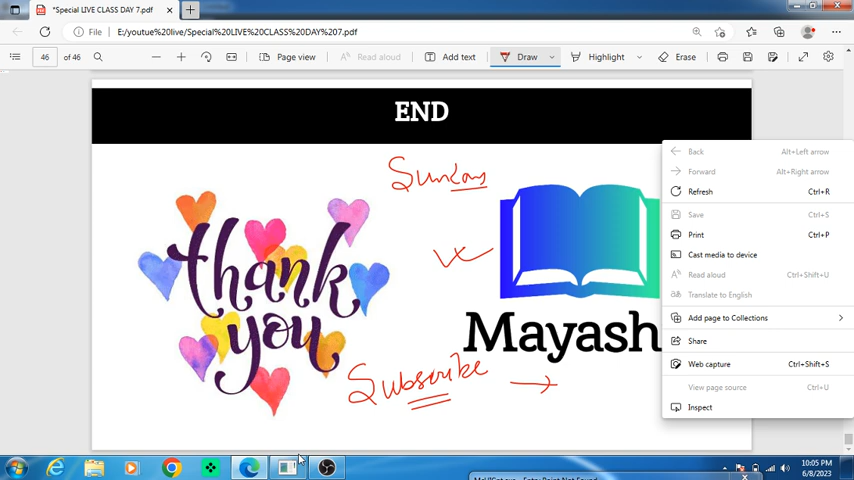 *Special LIVE CLASS DAY 7.pdf
File E:/youtue%20live/Special%20LIVE%20CLASS%20DAY%207.pdf
46 of 46 Page view Read aloud Add text Draw Highlight Erase
END
Sunday
thank
you
Mayash
Subscribe
Back Alt+Left arrow
Forward Alt+Right arrow
Refresh Ctrl+R
Save Ctrl+S
Print Ctrl+P
Cast media to device
Read aloud Ctrl+Shift+U
Translate to English
Add page to Collections
Share
Web capture Ctrl+Shift+S
View page source Ctrl+U
Inspect
10:05 PM
6/8/2023